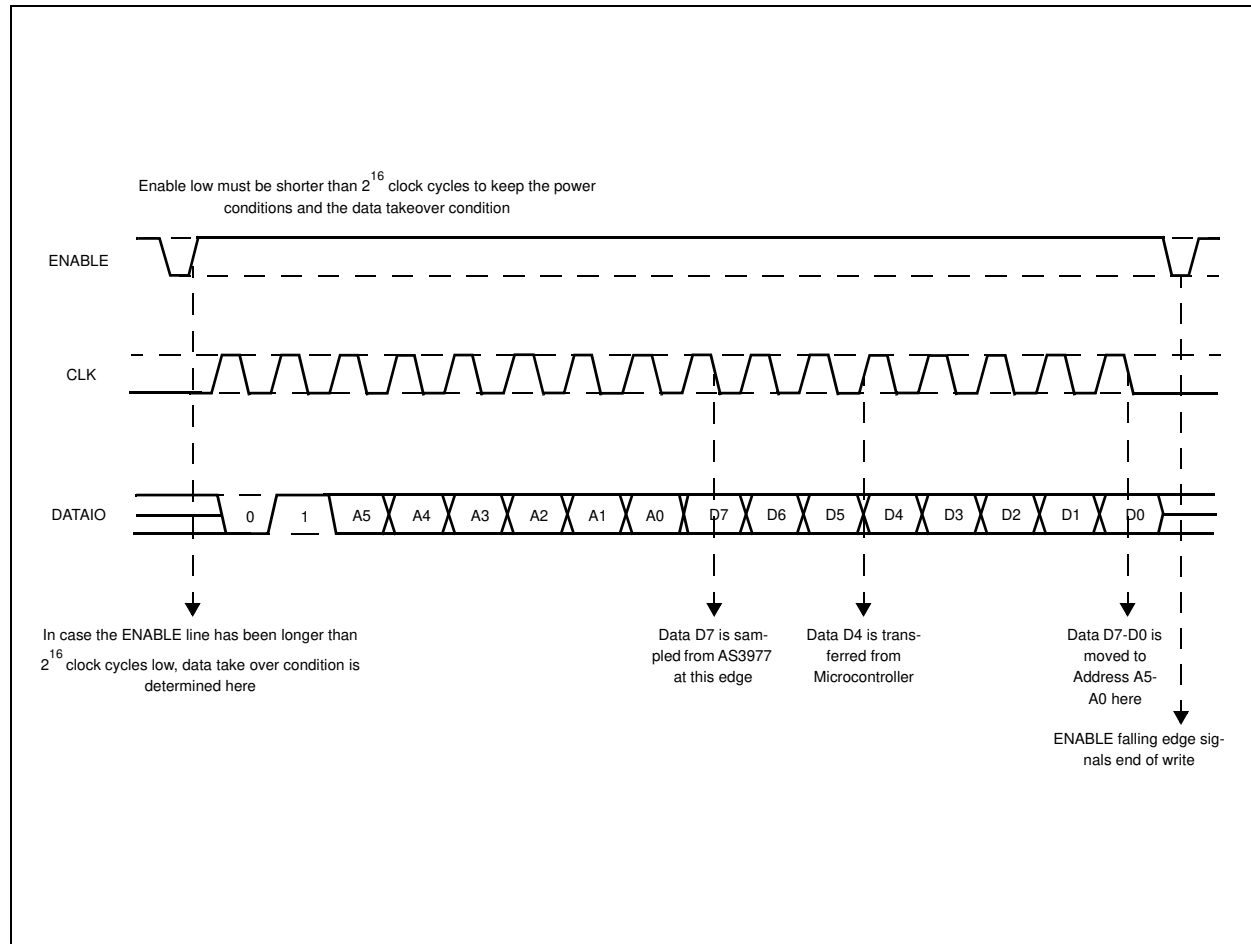 Enable low must be shorter than 2^16 clock cycles to keep the power
conditions and the data takeover condition
ENABLE
CLK
DATAIO
0 1 A5 A4 A3 A2 A1 A0 D7 D6 D5 D4 D3 D2 D1 D0
In case the ENABLE line has been longer than
2^16 clock cycles low, data take over condition is
determined here
Data D7 is sam-
pled from AS3977
at this edge
Data D4 is trans-
ferred from
Microcontroller
Data D7-D0 is
moved to
Address A5-
A0 here
ENABLE falling edge sig-
nals end of write